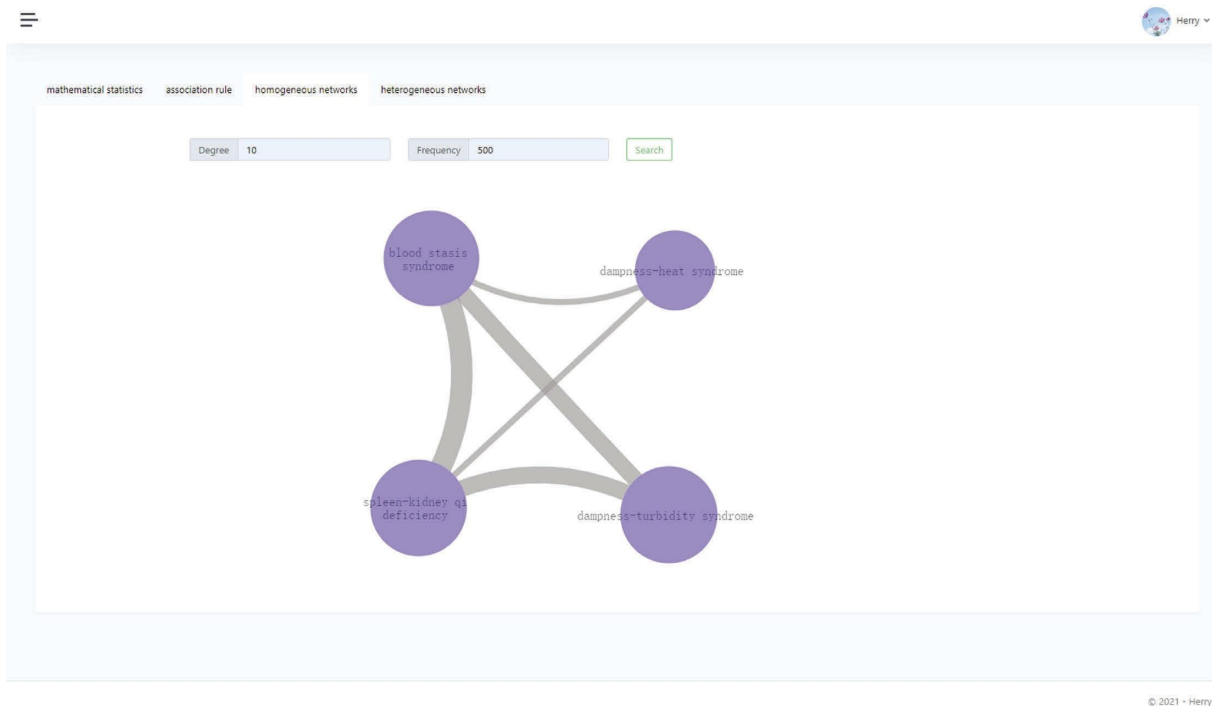 Herry
mathematical statistics association rule homogeneous networks heterogeneous networks
Degree 10 Frequency 500 Search
blood stasis
syndrome
dampness-heat syndrome
spleen-kidney qi
deficiency
dampness-turbidity syndrome
© 2021 - Herry